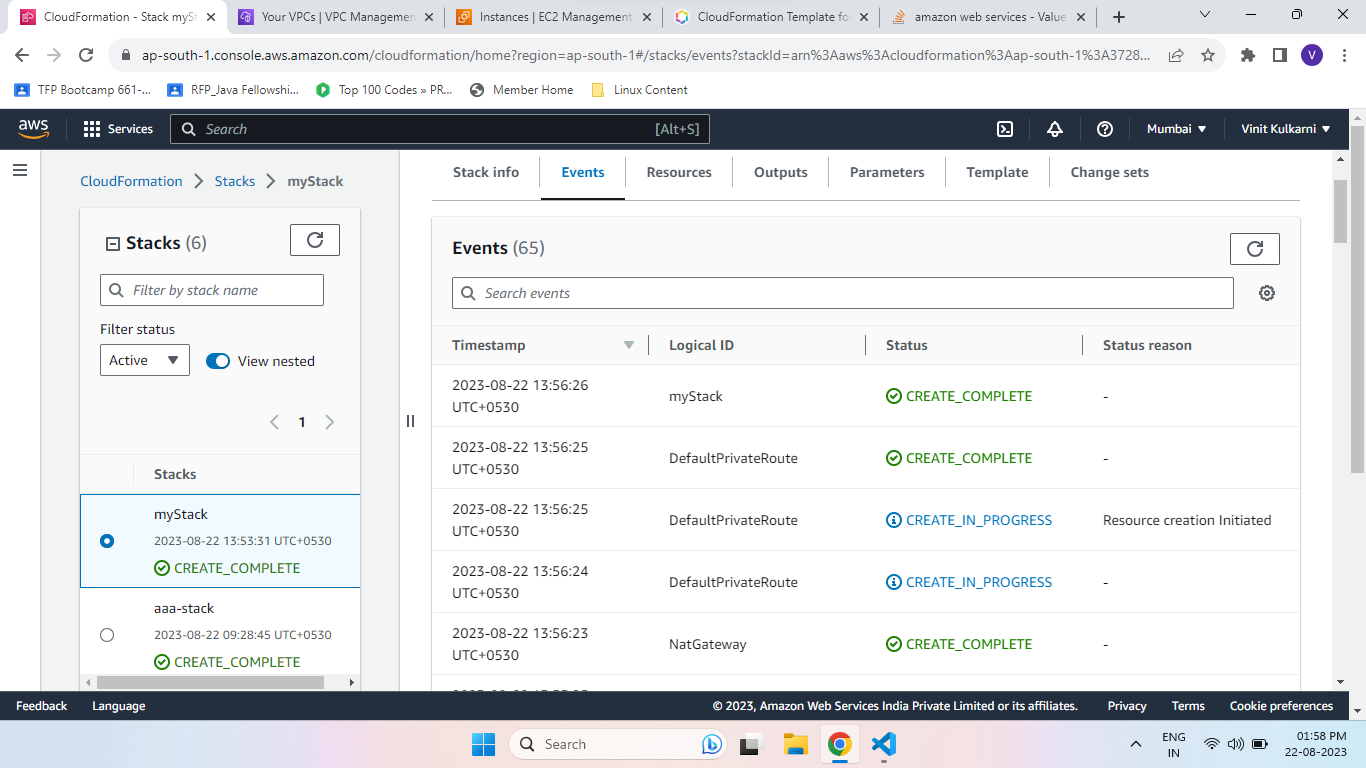 CloudFormation - Stack mySt
Your VPCs | VPC Managemen
Instances | EC2 Management
CloudFormation Template fo
amazon web services - Value
ap-south-1.console.aws.amazon.com/cloudformation/home?region=ap-south-1#/stacks/events?stackId=arn%3Aaws%3Acloudformation%3Aap-south-1%3A3728...
V
TFP Bootcamp 661-...
RFP_Java Fellowshi...
Top 100 Codes » PR...
Member Home
Linux Content
aws
Services
Search
[Alt+S]
Mumbai
Vinit Kulkarni
CloudFormation
Stacks
myStack
Stacks (6)
Filter by stack name
Filter status
Active
View nested
1
Stacks
myStack
2023-08-22 13:53:31 UTC+0530
CREATE_COMPLETE
aaa-stack
2023-08-22 09:28:45 UTC+0530
CREATE_COMPLETE
Stack info
Events
Resources
Outputs
Parameters
Template
Change sets
Events (65)
Search events
Timestamp
Logical ID
Status
Status reason
2023-08-22 13:56:26
UTC+0530
myStack
CREATE_COMPLETE
-
2023-08-22 13:56:25
UTC+0530
DefaultPrivateRoute
CREATE_COMPLETE
-
2023-08-22 13:56:25
UTC+0530
DefaultPrivateRoute
CREATE_IN_PROGRESS
Resource creation Initiated
2023-08-22 13:56:24
UTC+0530
DefaultPrivateRoute
CREATE_IN_PROGRESS
-
2023-08-22 13:56:23
UTC+0530
NatGateway
CREATE_COMPLETE
-
Feedback
Language
© 2023, Amazon Web Services India Private Limited or its affiliates.
Privacy
Terms
Cookie preferences
Search
ENG
IN
01:58 PM
22-08-2023